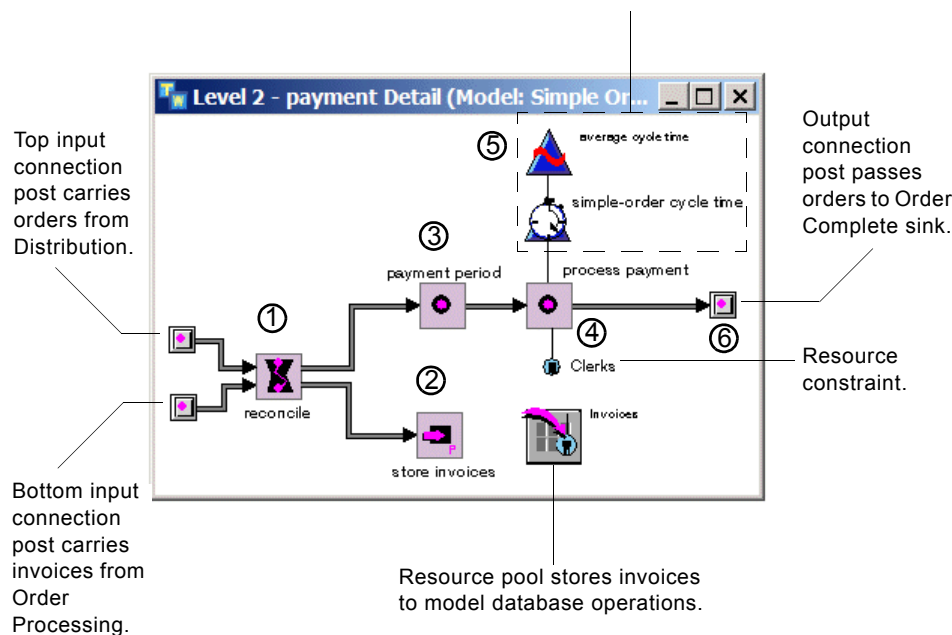 Level 2 - payment Detail (Model: Simple Or...
Top input
connection
post carries
orders from
Distribution.
Output
connection
post passes
orders to Order
Complete sink.
5
average cycle time
simple-order cycle time
3
payment period
process payment
1
4
6
Clerks
Resource
constraint.
reconcile
2
P
store invoices
Invoices
Bottom input
connection
post carries
invoices from
Order
Processing.
Resource pool stores invoices
to model database operations.